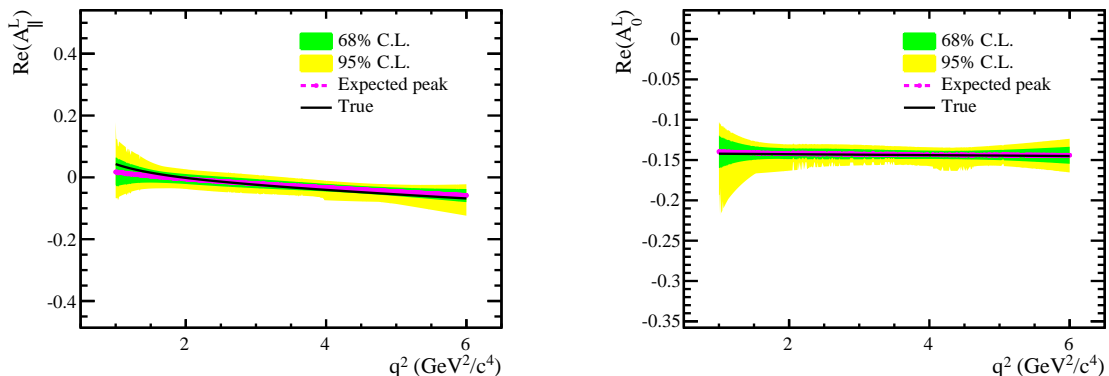 Re(A∥^L)
0.4
0.2
0
-0.2
-0.4
68% C.L.
95% C.L.
Expected peak
True
2
4
6
q² (GeV²/c⁴)
Re(A₀^L)
0
-0.05
-0.1
-0.15
-0.2
-0.25
-0.3
-0.35
68% C.L.
95% C.L.
Expected peak
True
2
4
6
q² (GeV²/c⁴)